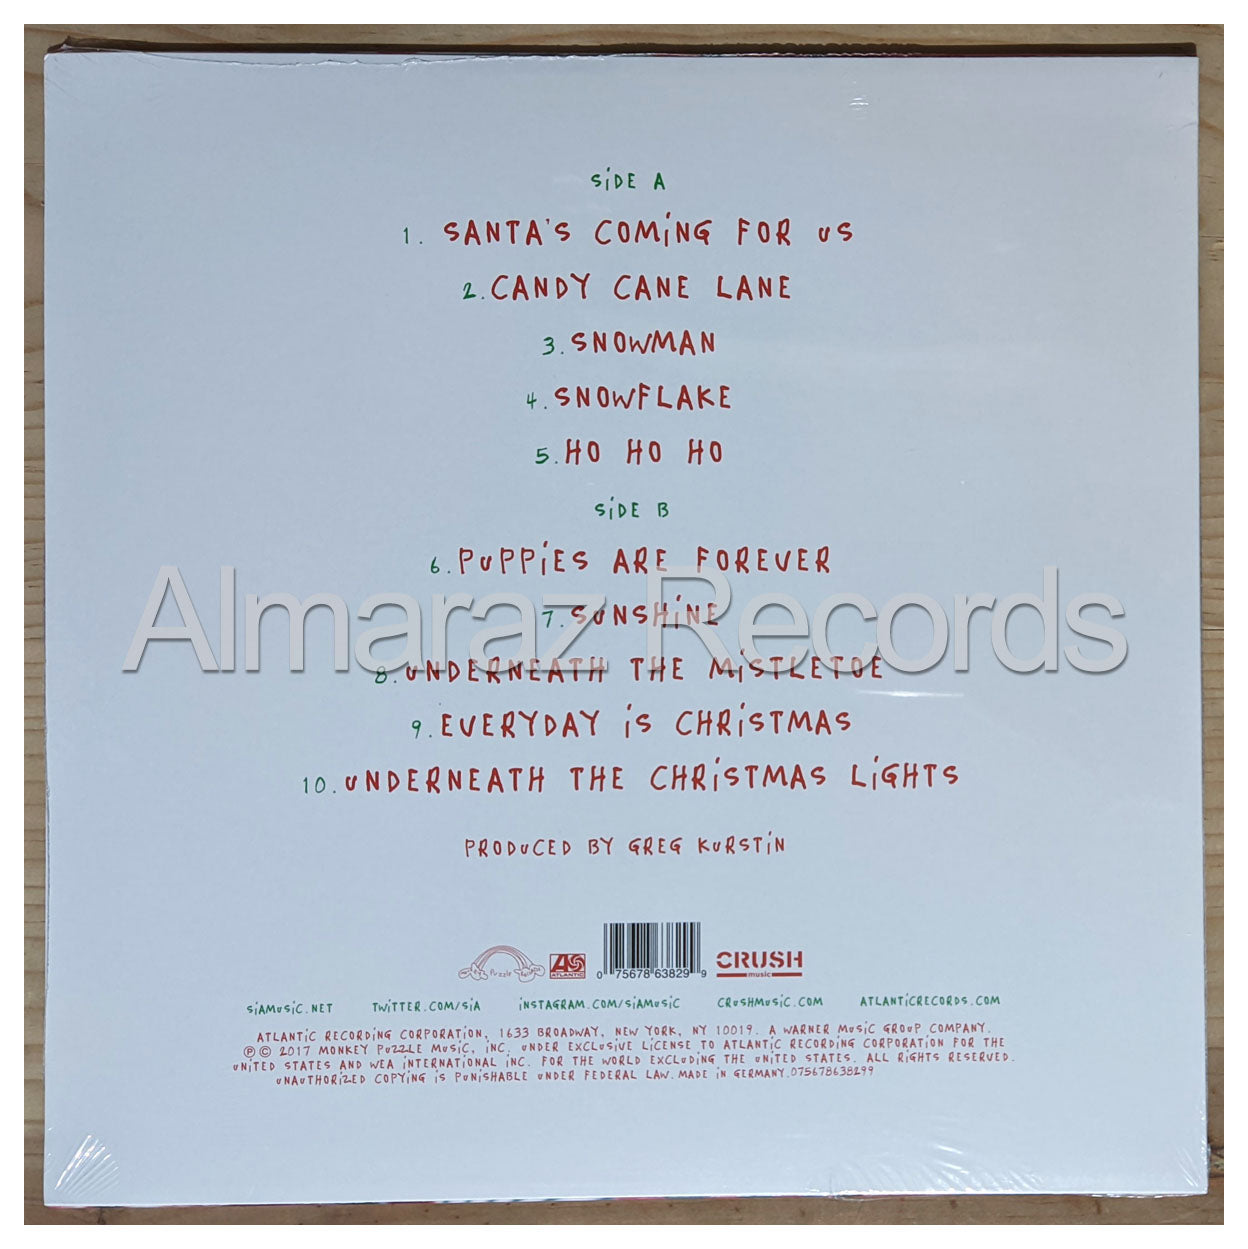 SiDE A
1. SANTA'S COMiNG FOR US
2. CANDY CANE LANE
3. SNOWMAN
4. SNOWFLAKE
5. HO HO HO
SiDE B
6. PUPPiES ARE FOREVER
7. SUNSHiNE
Almaraz Records
8. UNDERNEATH THE MiSTLETOE
9. EVERYDAY iS CHRiSTMAS
10. UNDERNEATH THE CHRiSTMAS LiGHTS
PRODUCED BY GREG KURSTiN
Puzzle
ATLANTIC
0 75678 63829 9
CRUSH
music
SiAMUSiC.NET TWiTTER.COM/SiA iNSTAGRAM.COM/SiAMUSiC CRUSHMUSiC.COM ATLANTiCRECORDS.COM
ATLANTiC RECORDiNG CORPORATiON, 1633 BROADWAY, NEW YORK, NY 10019. A WARNER MUSiC GROUP COMPANY.
℗ © 2017 MONKEY PUZZLE MUSiC, iNC. UNDER EXCLUSiVE LiCENSE TO ATLANTiC RECORDiNG CORPORATiON FOR THE
UNiTED STATES AND WEA iNTERNATiONAL iNC. FOR THE WORLD EXCLUDiNG THE UNiTED STATES. ALL RiGHTS RESERVED.
UNAUTHORiZED COPYiNG iS PUNiSHABLE UNDER FEDERAL LAW. MADE iN GERMANY. 075678638299